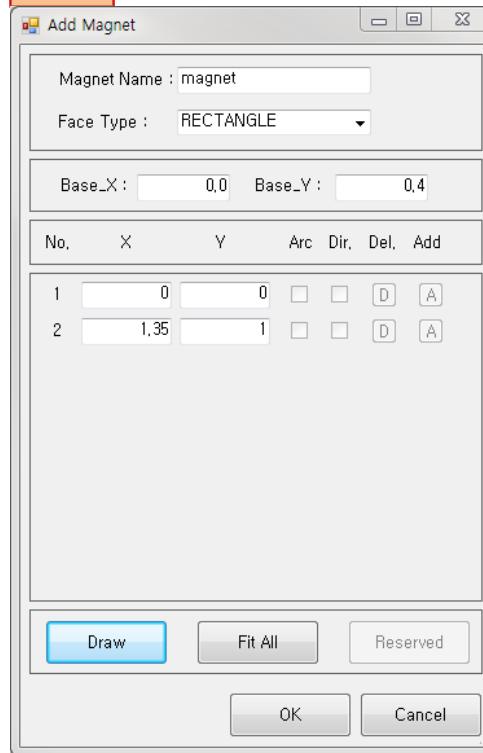 Add Magnet
Magnet Name : magnet
Face Type : RECTANGLE
Base_X : 0.0 Base_Y : 0.4
No. X Y Arc Dir. Del. Add
1 0 0 D A
2 1.35 1 D A
Draw Fit All Reserved
OK Cancel